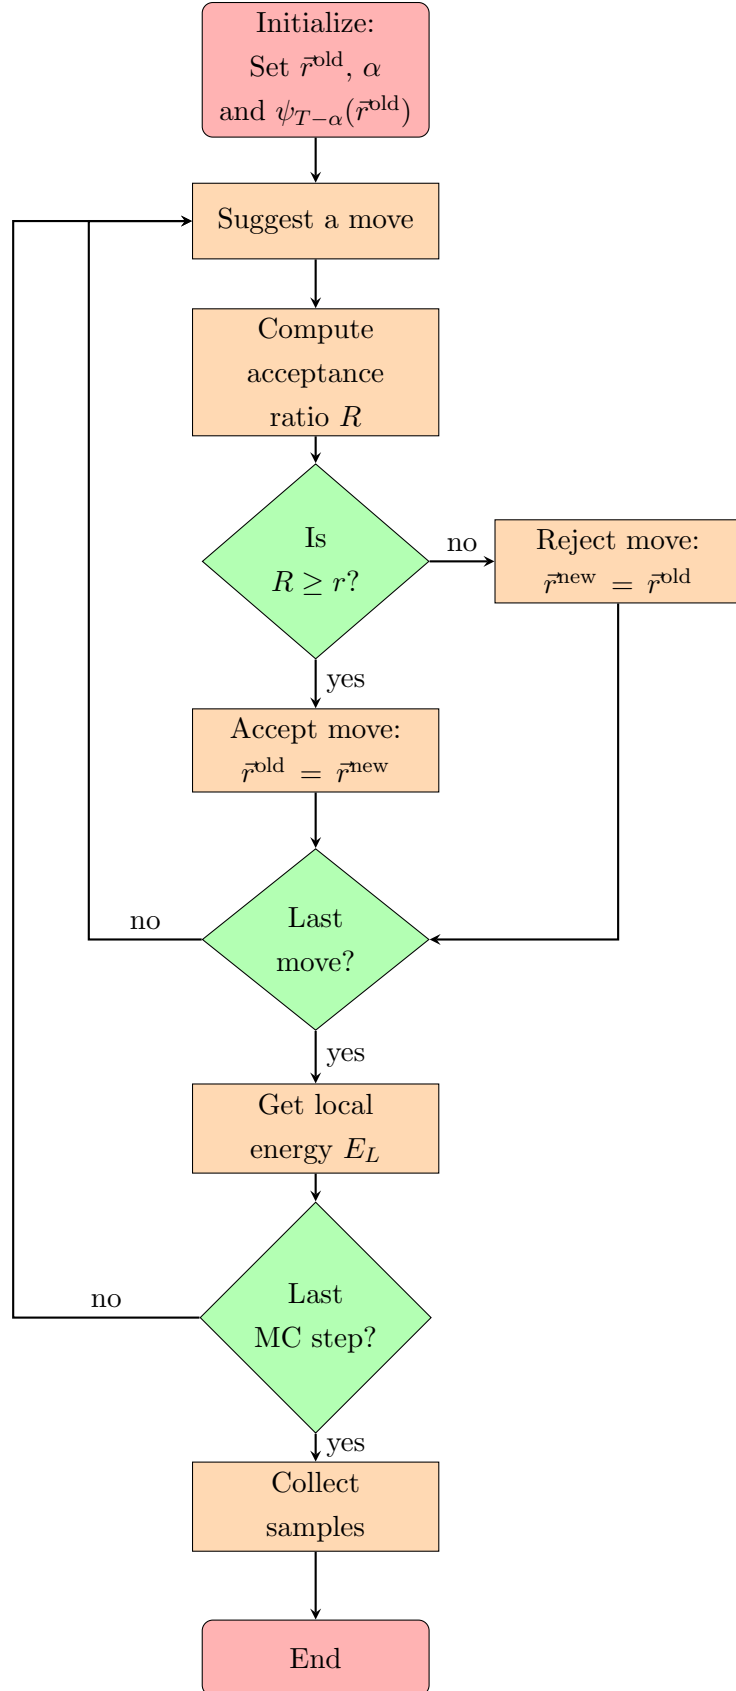 Initialize:
Set r⃗^old, α
and ψ_{T−α}(r⃗^old)
Suggest a move
Compute
acceptance
ratio R
Is
R ≥ r?
no
Reject move:
r⃗^new = r⃗^old
yes
Accept move:
r⃗^old = r⃗^new
no
Last
move?
yes
Get local
energy E_L
no
Last
MC step?
yes
Collect
samples
End